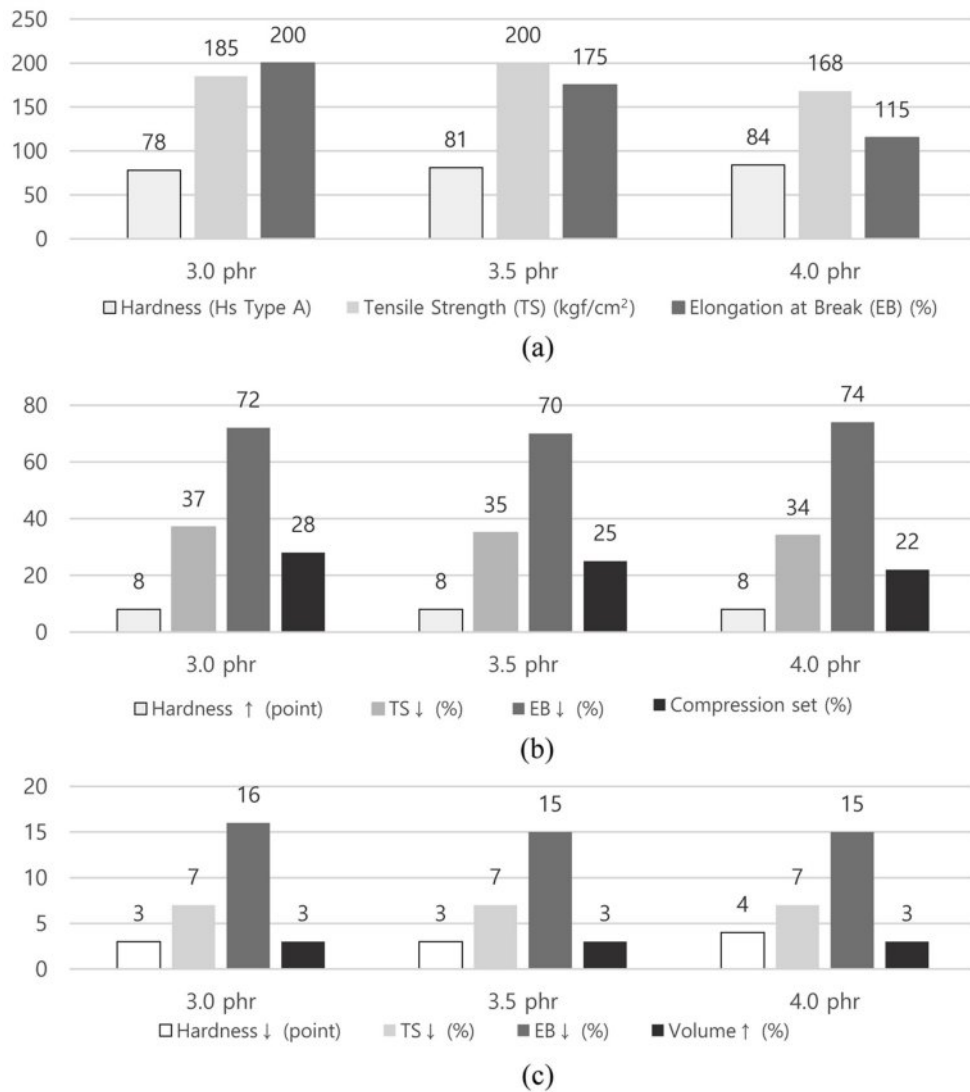 250
200
150
100
50
0
78 185 200
81 200 175
84 168 115
3.0 phr 3.5 phr 4.0 phr
Hardness (Hs Type A) Tensile Strength (TS) (kgf/cm²) Elongation at Break (EB) (%)
(a)
80
60
40
20
0
8 37 72 28
8 35 70 25
8 34 74 22
3.0 phr 3.5 phr 4.0 phr
Hardness ↑ (point) TS ↓ (%) EB ↓ (%) Compression set (%)
(b)
20
15
10
5
0
3 7 16 3
3 7 15 3
4 7 15 3
3.0 phr 3.5 phr 4.0 phr
Hardness ↓ (point) TS ↓ (%) EB ↓ (%) Volume ↑ (%)
(c)